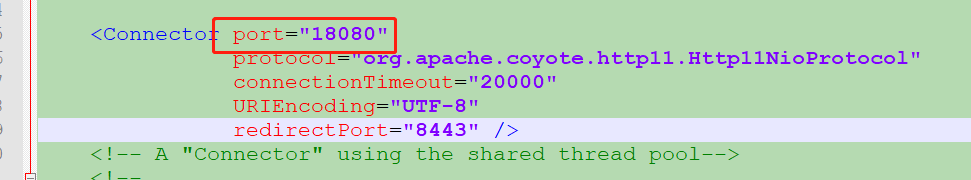 <Connector port="18080"
protocol="org.apache.coyote.http11.Http11NioProtocol"
connectionTimeout="20000"
URIEncoding="UTF-8"
redirectPort="8443" />
<!-- A "Connector" using the shared thread pool-->
<!--